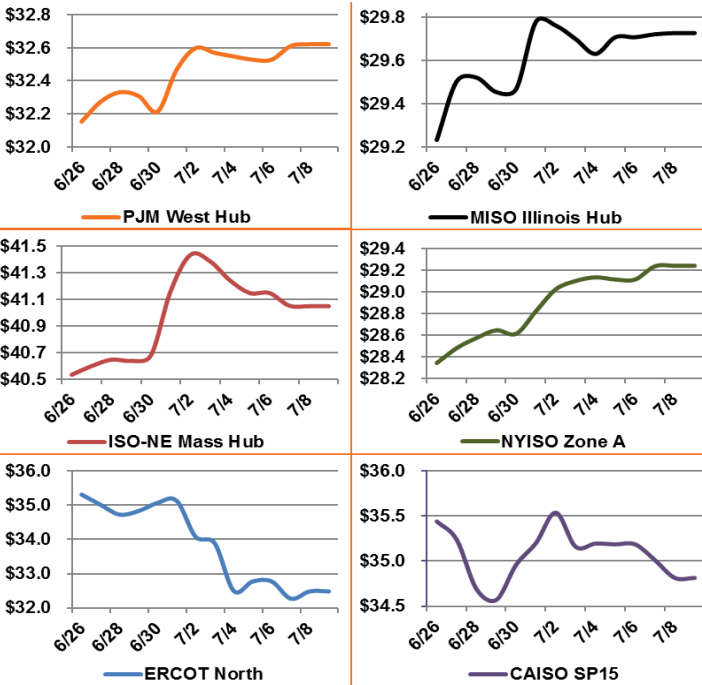 $32.8
$32.6
$32.4
$32.2
$32.0
6/26 6/28 6/30 7/2 7/4 7/6 7/8
PJM West Hub
$29.8
$29.6
$29.4
$29.2
6/26 6/28 6/30 7/2 7/4 7/6 7/8
MISO Illinois Hub
$41.5
$41.3
$41.1
$40.9
$40.7
$40.5
6/26 6/28 6/30 7/2 7/4 7/6 7/8
ISO-NE Mass Hub
$29.4
$29.2
$29.0
$28.8
$28.6
$28.4
$28.2
6/26 6/28 6/30 7/2 7/4 7/6 7/8
NYISO Zone A
$36.0
$35.0
$34.0
$33.0
$32.0
6/26 6/28 6/30 7/2 7/4 7/6 7/8
ERCOT North
$36.0
$35.5
$35.0
$34.5
6/26 6/28 6/30 7/2 7/4 7/6 7/8
CAISO SP15